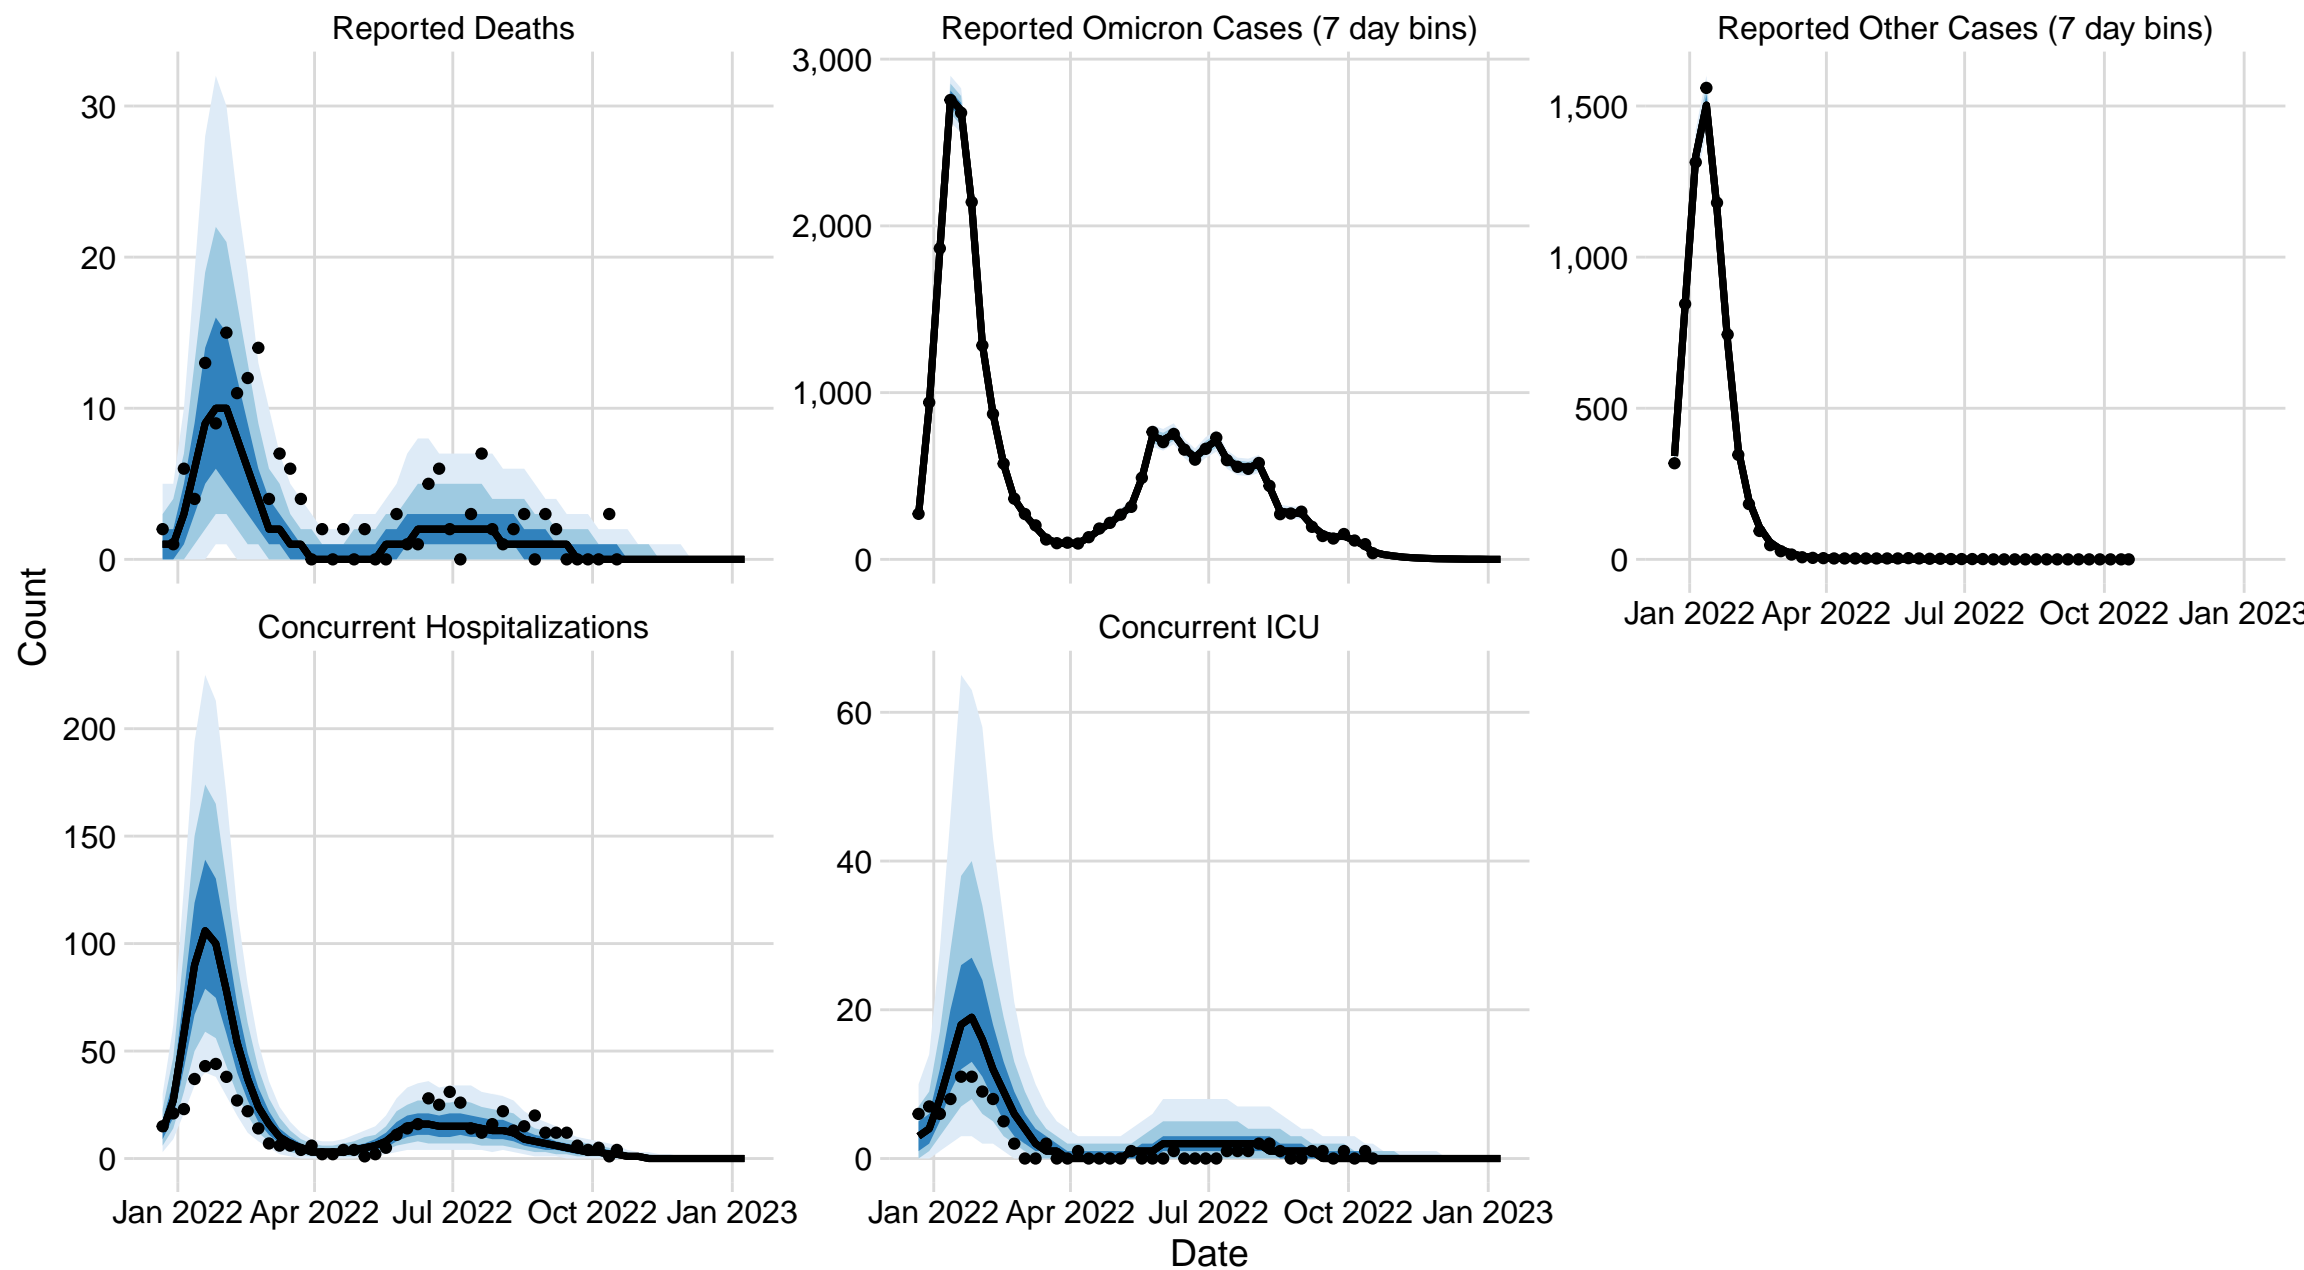 Reported Deaths
Reported Omicron Cases (7 day bins)
Reported Other Cases (7 day bins)
30
20
10
0
3,000
2,000
1,000
0
1,500
1,000
500
0
Jan 2022 Apr 2022 Jul 2022 Oct 2022 Jan 2023
Count
Concurrent Hospitalizations
Concurrent ICU
200
150
100
50
0
60
40
20
0
Jan 2022 Apr 2022 Jul 2022 Oct 2022 Jan 2023
Jan 2022 Apr 2022 Jul 2022 Oct 2022 Jan 2023
Date